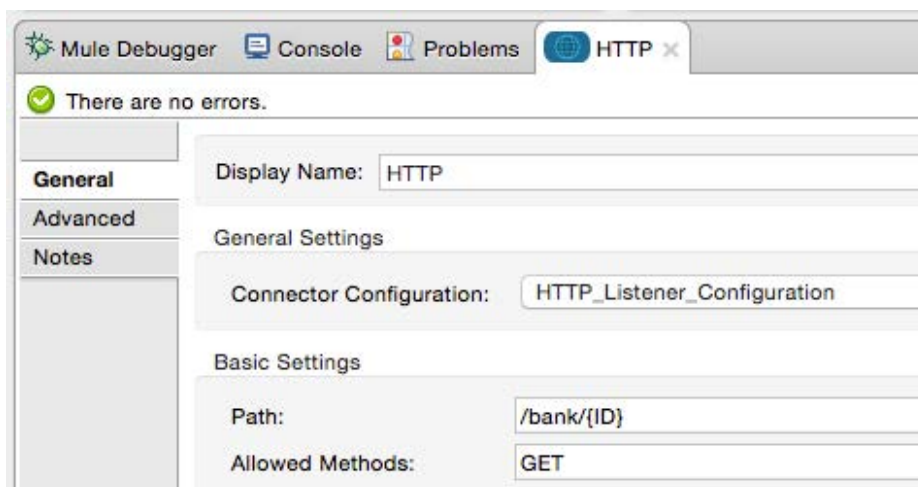 Mule Debugger Console Problems HTTP
There are no errors.
General
Advanced
Notes
Display Name: HTTP
General Settings
Connector Configuration: HTTP_Listener_Configuration
Basic Settings
Path: /bank/{ID}
Allowed Methods: GET